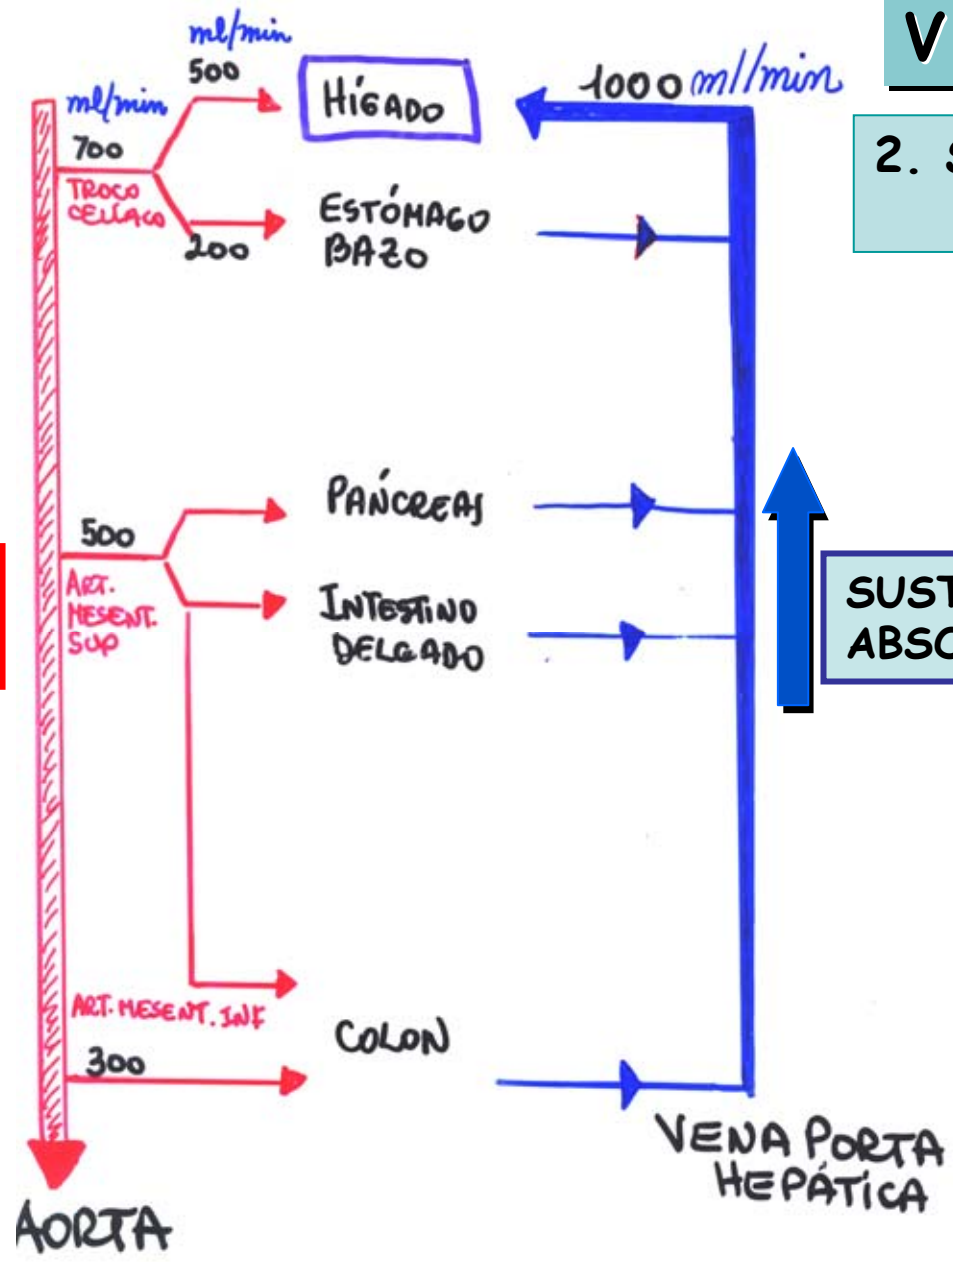 ml/min
500
HÍGADO
1000 ml/min
V
ml/min
700
TROCO
CELÍACO
200
ESTÓMAGO
BAZO
2. S
500
ART.
MESENT.
SUP
PÁNCREAS
INTESTINO
DELGADO
SUST
ABSO
ART. MESENT. INF
300
COLON
VENA PORTA
HEPÁTICA
AORTA